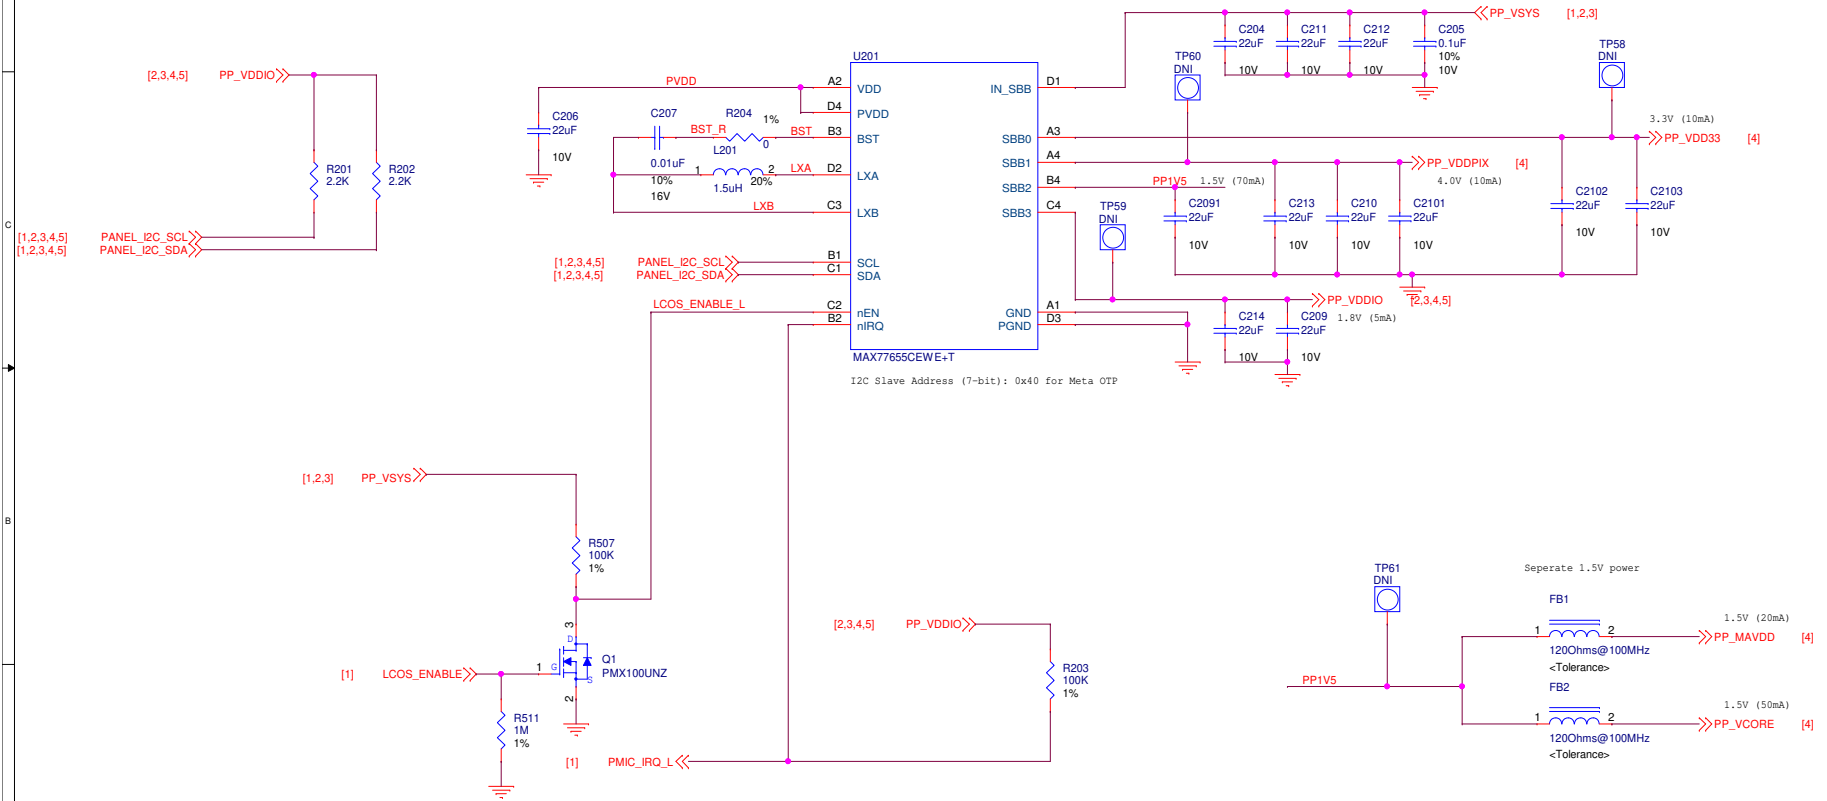 PP_VSYS [1,2,3]
C204
22uF
10V
C211
22uF
10V
C212
22uF
10V
C205
0.1uF
10%
10V
TP60
DNI
TP58
DNI
[2,3,4,5] PP_VDDIO
R201
2.2K
R202
2.2K
[1,2,3,4,5] PANEL_I2C_SCL
[1,2,3,4,5] PANEL_I2C_SDA
U201
PVDD A2 VDD
D4 PVDD
C206
22uF
10V
C207
0.01uF
10%
16V
BST_R
R204
1%
0
BST B3 BST
L201
1 2
1.5uH 20%
LXA D2 LXA
LXB C3 LXB
[1,2,3,4,5] PANEL_I2C_SCL B1 SCL
[1,2,3,4,5] PANEL_I2C_SDA C1 SDA
LCOS_ENABLE_L C2 nEN
B2 nIRQ
IN_SBB D1
SBB0 A3
SBB1 A4
SBB2 B4
SBB3 C4
GND A1
PGND D3
MAX77655CEWE+T
I2C Slave Address (7-bit): 0x40 for Meta OTP
3.3V (10mA)
PP_VDD33 [4]
PP_VDDPIX [4]
4.0V (10mA)
PP1V5 1.5V (70mA)
TP59
DNI
C2091
22uF
10V
C213
22uF
10V
C210
22uF
10V
C2101
22uF
10V
C2102
22uF
10V
C2103
22uF
10V
PP_VDDIO [2,3,4,5]
1.8V (5mA)
C214
22uF
10V
C209
22uF
10V
C
B
[1,2,3] PP_VSYS
R507
100K
1%
3
D
1 G
S
2
Q1
PMX100UNZ
[1] LCOS_ENABLE
R511
1M
1%
[2,3,4,5] PP_VDDIO
R203
100K
1%
[1] PMIC_IRQ_L
TP61
DNI
PP1V5
Seperate 1.5V power
FB1
1 2
120Ohms@100MHz
<Tolerance>
1.5V (20mA)
PP_MAVDD [4]
FB2
1 2
120Ohms@100MHz
<Tolerance>
1.5V (50mA)
PP_VCORE [4]